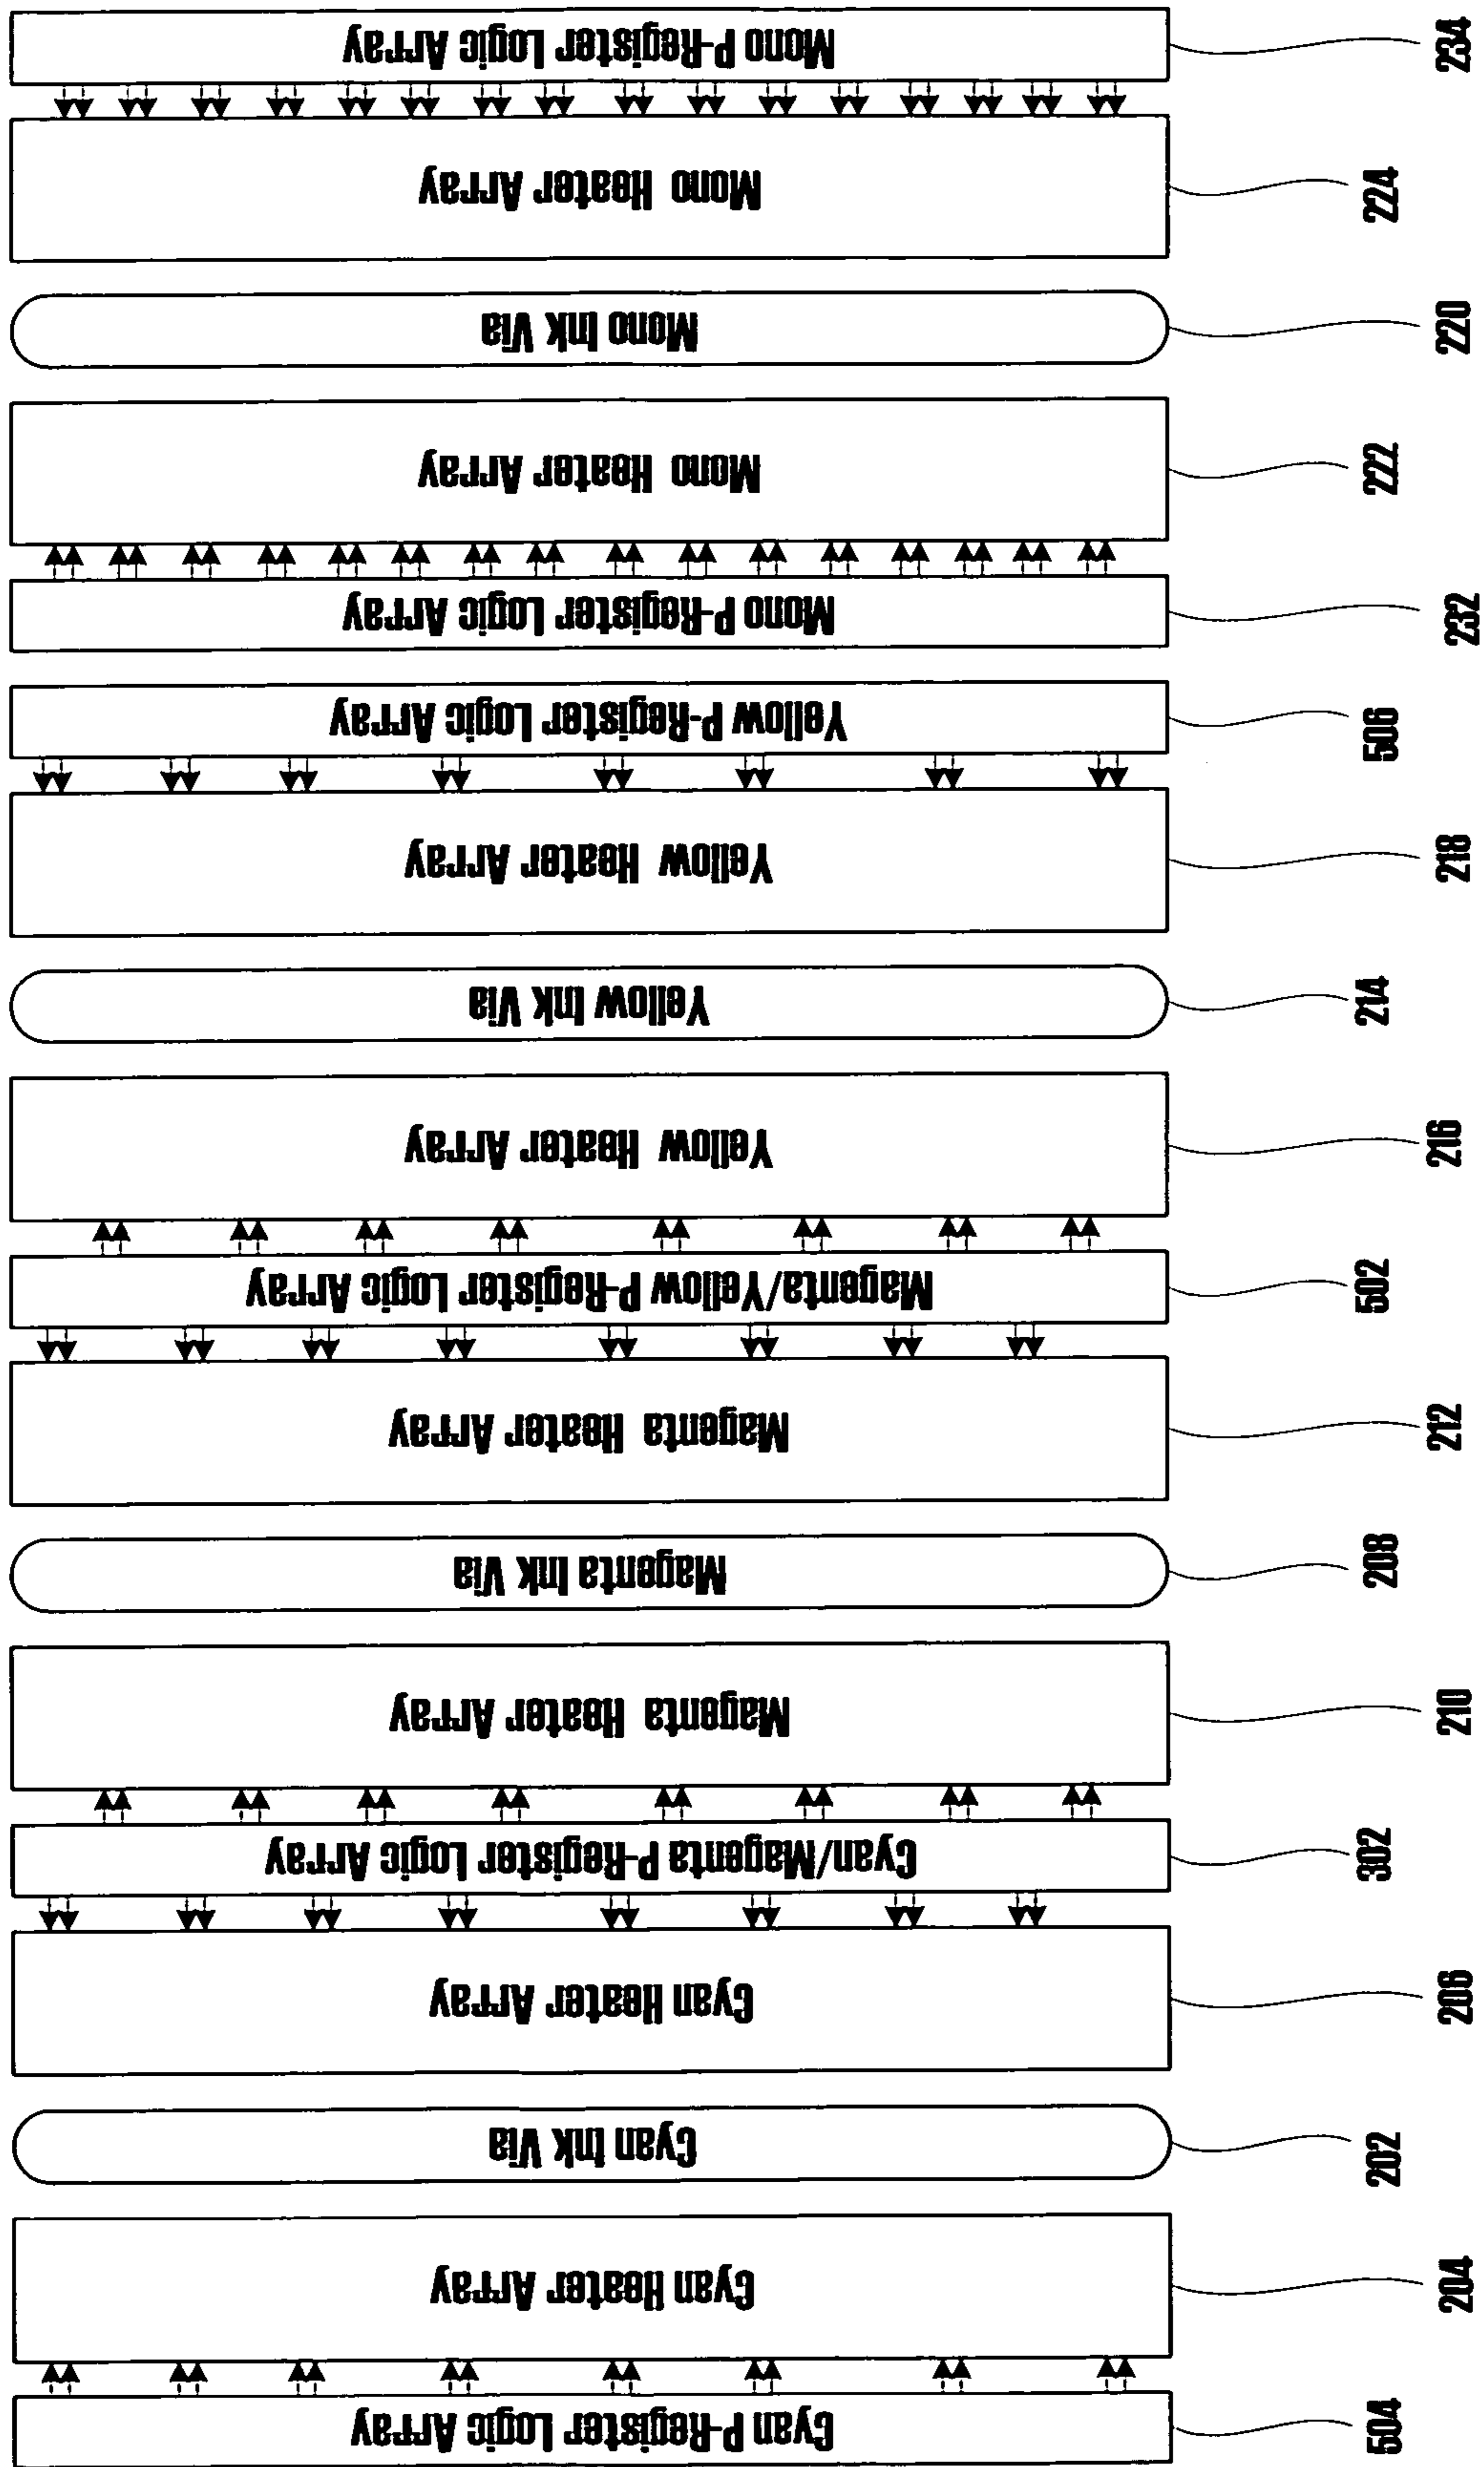 Mono P-Register Logic Array
234
Mono Heater Array
224
Mono Ink Via
220
Mono Heater Array
222
Mono P-Register Logic Array
232
Yellow P-Register Logic Array
506
Yellow Heater Array
218
Yellow Ink Via
214
Yellow Heater Array
216
Magenta/Yellow P-Register Logic Array
502
Magenta Heater Array
212
Magenta Ink Via
208
Magenta Heater Array
210
Cyan/Magenta P-Register Logic Array
302
Cyan Heater Array
206
Cyan Ink Via
202
Cyan Heater Array
204
Cyan P-Register Logic Array
504